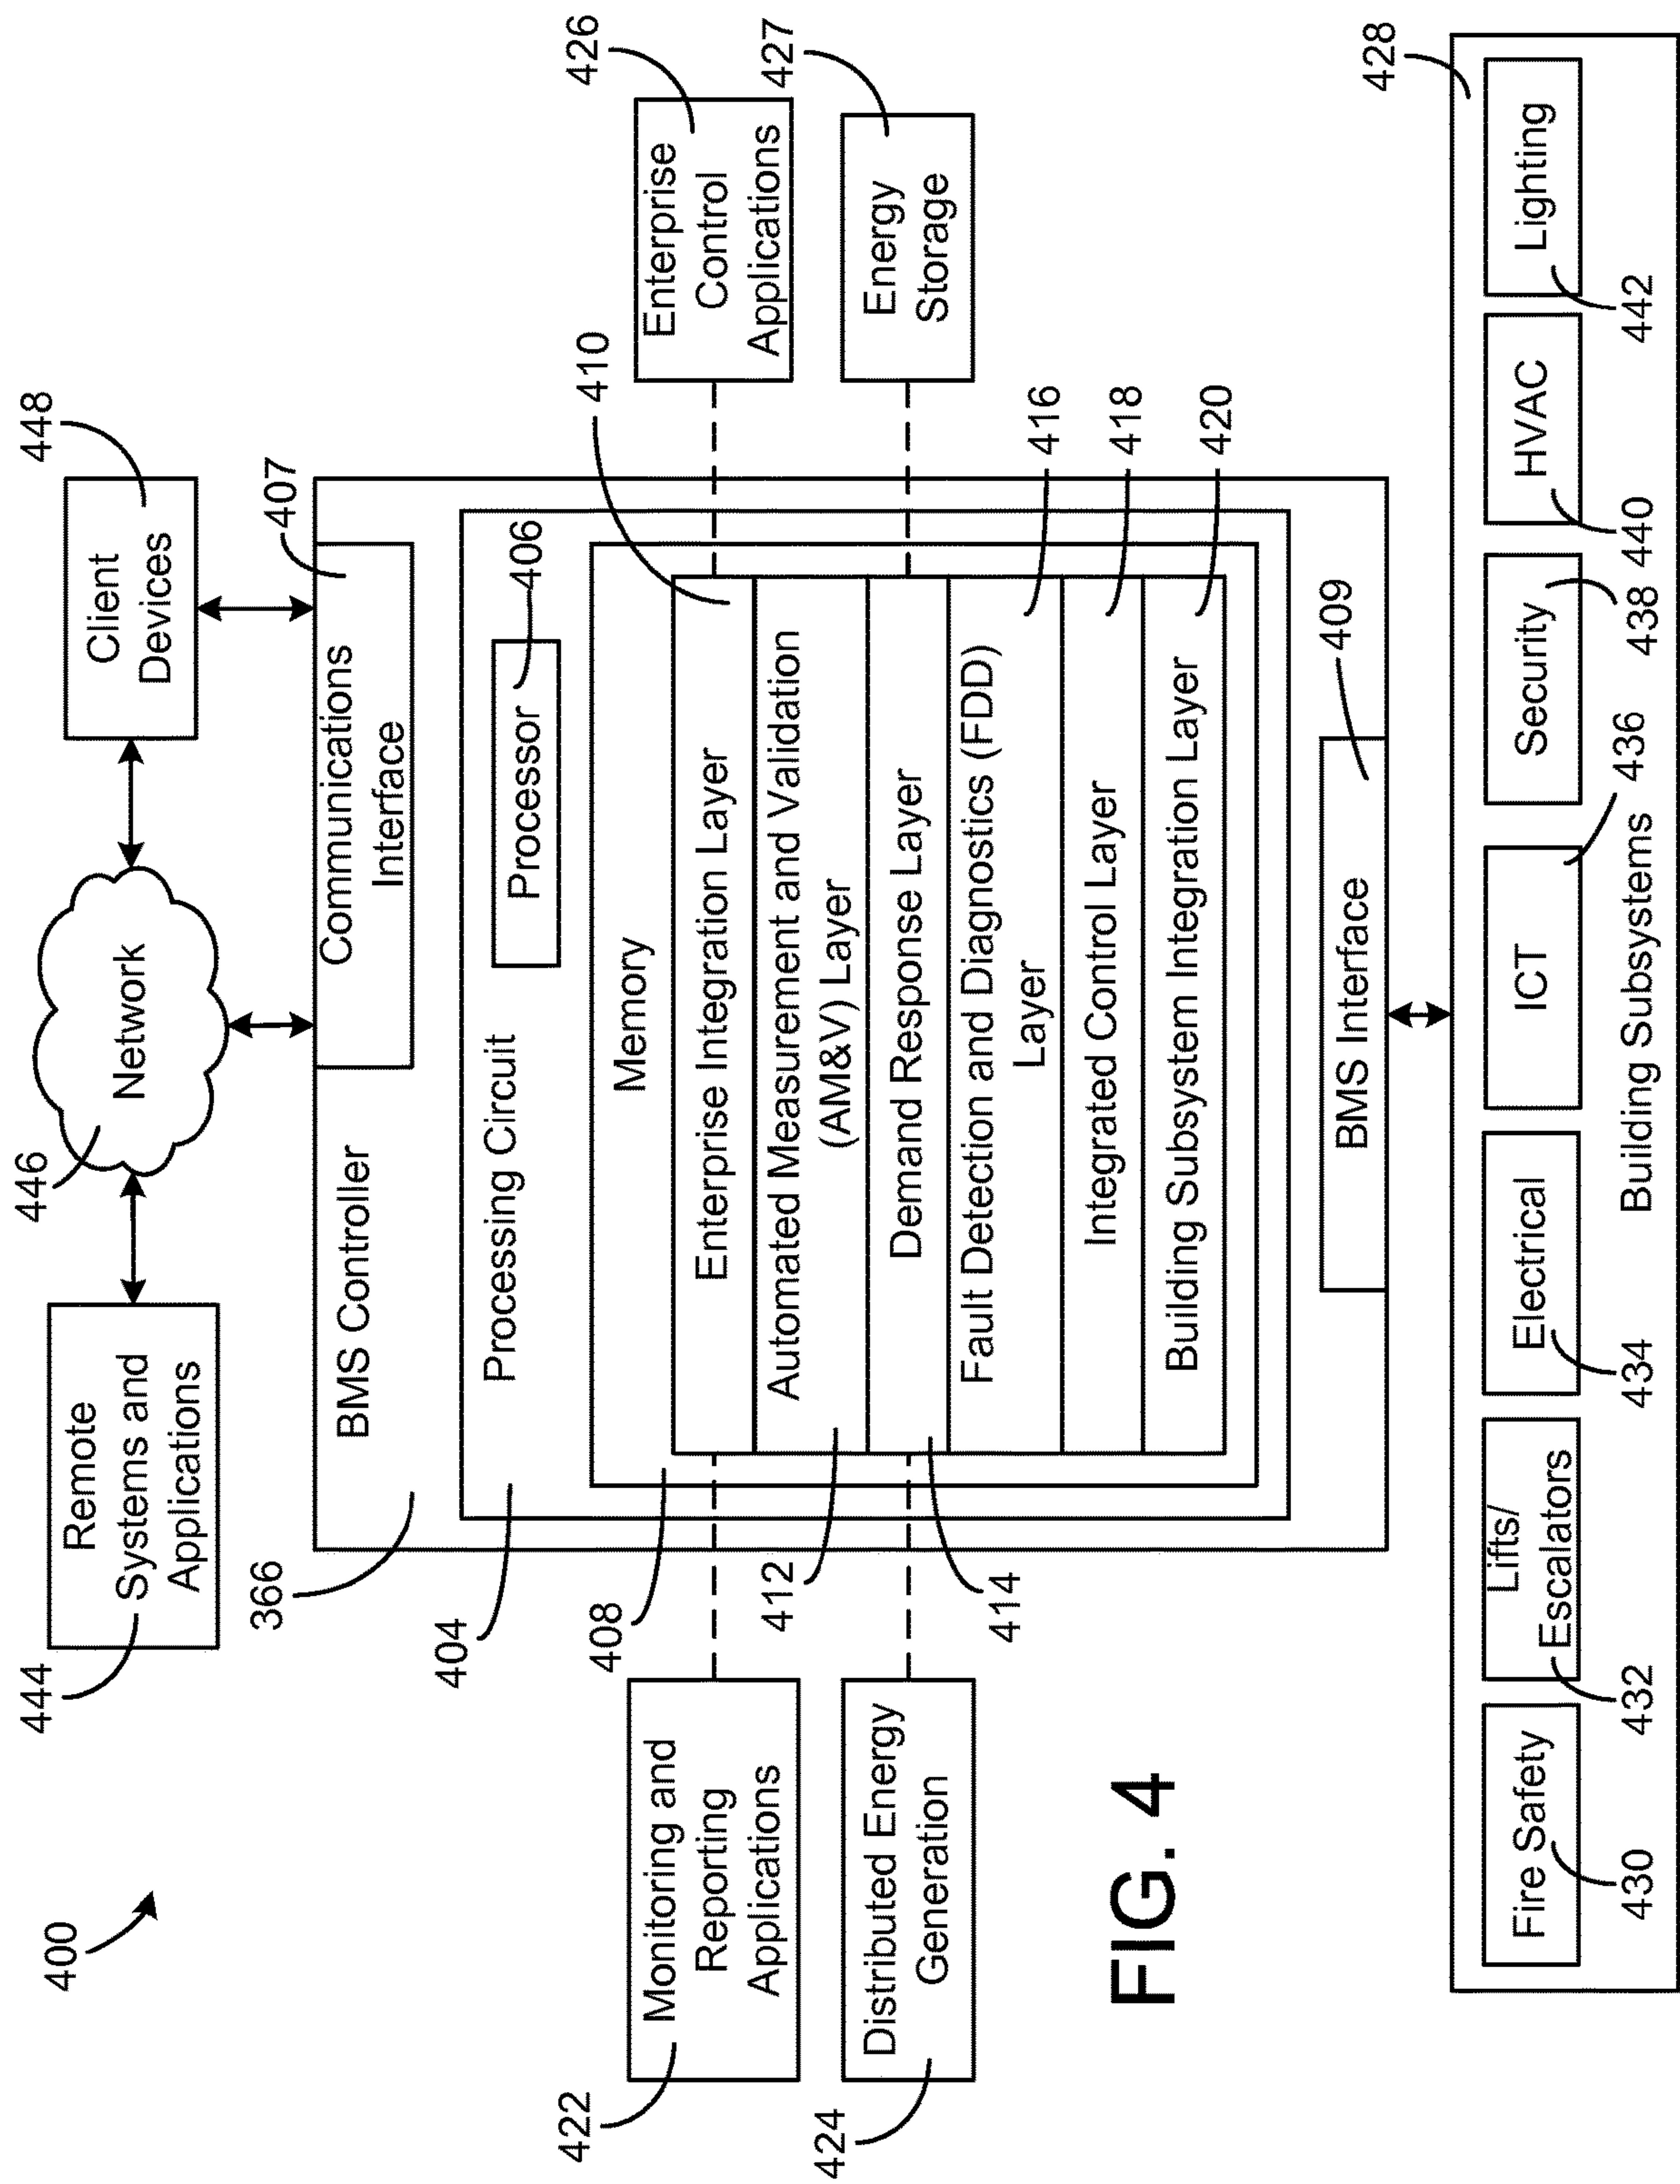 400
444
Remote
Systems and
Applications
446
Network
448
Client
Devices
366
BMS Controller
407
Communications
Interface
404
Processing Circuit
Processor
406
408
Memory
410
Enterprise Integration Layer
Automated Measurement and Validation
(AM&V) Layer
412
Demand Response Layer
414
Fault Detection and Diagnostics (FDD)
Layer
416
Integrated Control Layer
418
Building Subsystem Integration Layer
420
BMS Interface
409
422
Monitoring and
Reporting
Applications
424
Distributed Energy
Generation
426
Enterprise
Control
Applications
427
Energy
Storage
FIG. 4
428
Fire Safety
430
Lifts/
Escalators
432
Electrical
434
ICT
436
Security
438
HVAC
440
Lighting
442
Building Subsystems